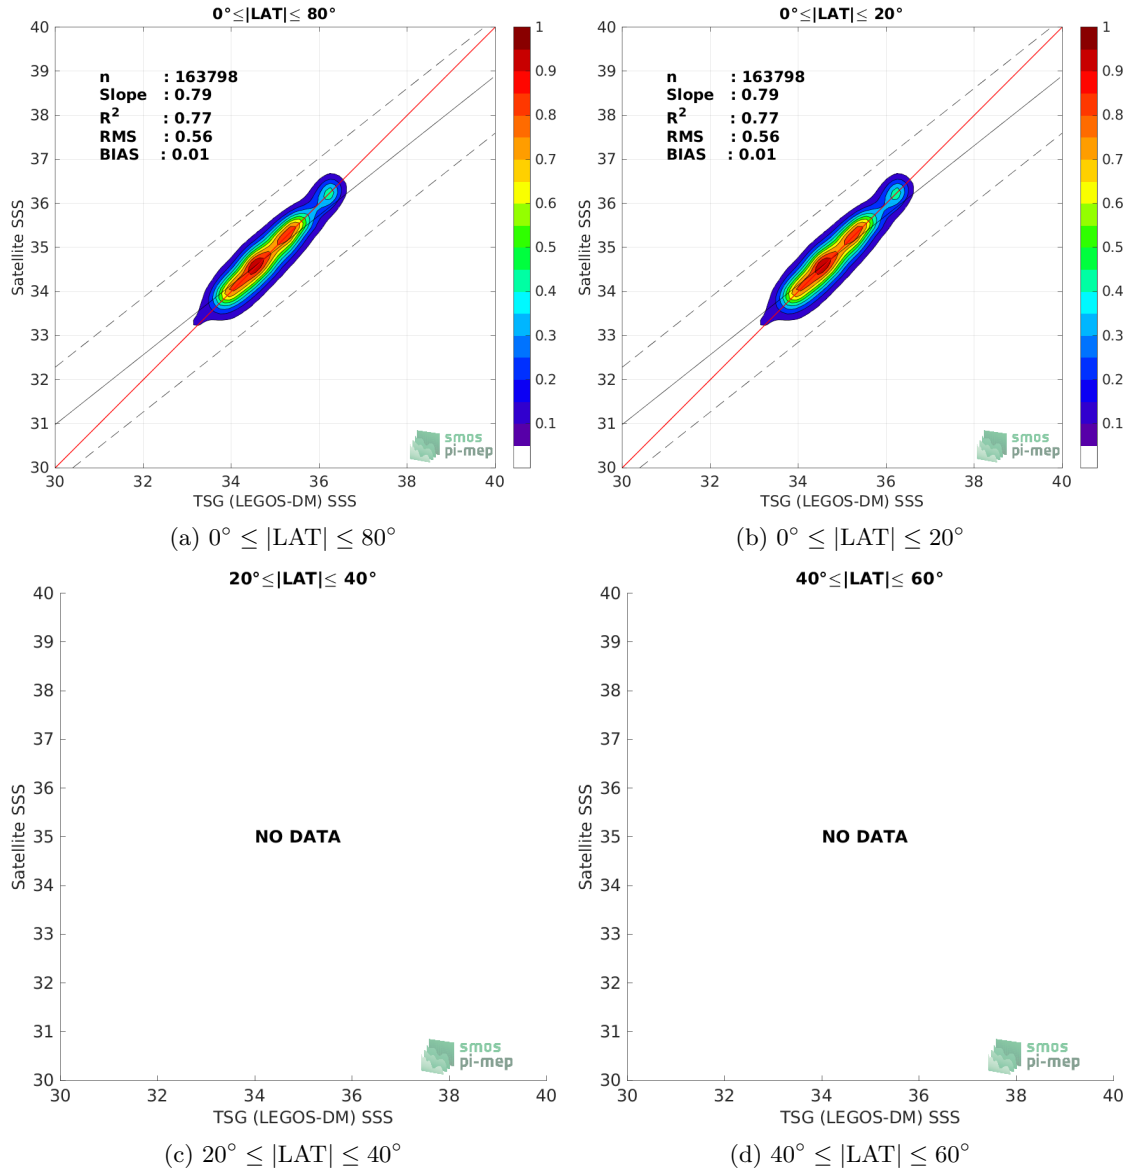 0°≤|LAT|≤ 80°
n : 163798
Slope : 0.79
R² : 0.77
RMS : 0.56
BIAS : 0.01
40
39
38
37
36
35
34
33
32
31
30
30 32 34 36 38 40
Satellite SSS
TSG (LEGOS-DM) SSS
1
0.9
0.8
0.7
0.6
0.5
0.4
0.3
0.2
0.1
smos
pi-mep
(a) 0° ≤ |LAT| ≤ 80°
0°≤|LAT|≤ 20°
n : 163798
Slope : 0.79
R² : 0.77
RMS : 0.56
BIAS : 0.01
40
39
38
37
36
35
34
33
32
31
30
30 32 34 36 38 40
Satellite SSS
TSG (LEGOS-DM) SSS
1
0.9
0.8
0.7
0.6
0.5
0.4
0.3
0.2
0.1
smos
pi-mep
(b) 0° ≤ |LAT| ≤ 20°
20°≤|LAT|≤ 40°
40
39
38
37
36
35
34
33
32
31
30
30 32 34 36 38 40
Satellite SSS
NO DATA
TSG (LEGOS-DM) SSS
smos
pi-mep
(c) 20° ≤ |LAT| ≤ 40°
40°≤|LAT|≤ 60°
40
39
38
37
36
35
34
33
32
31
30
30 32 34 36 38 40
Satellite SSS
NO DATA
TSG (LEGOS-DM) SSS
smos
pi-mep
(d) 40° ≤ |LAT| ≤ 60°